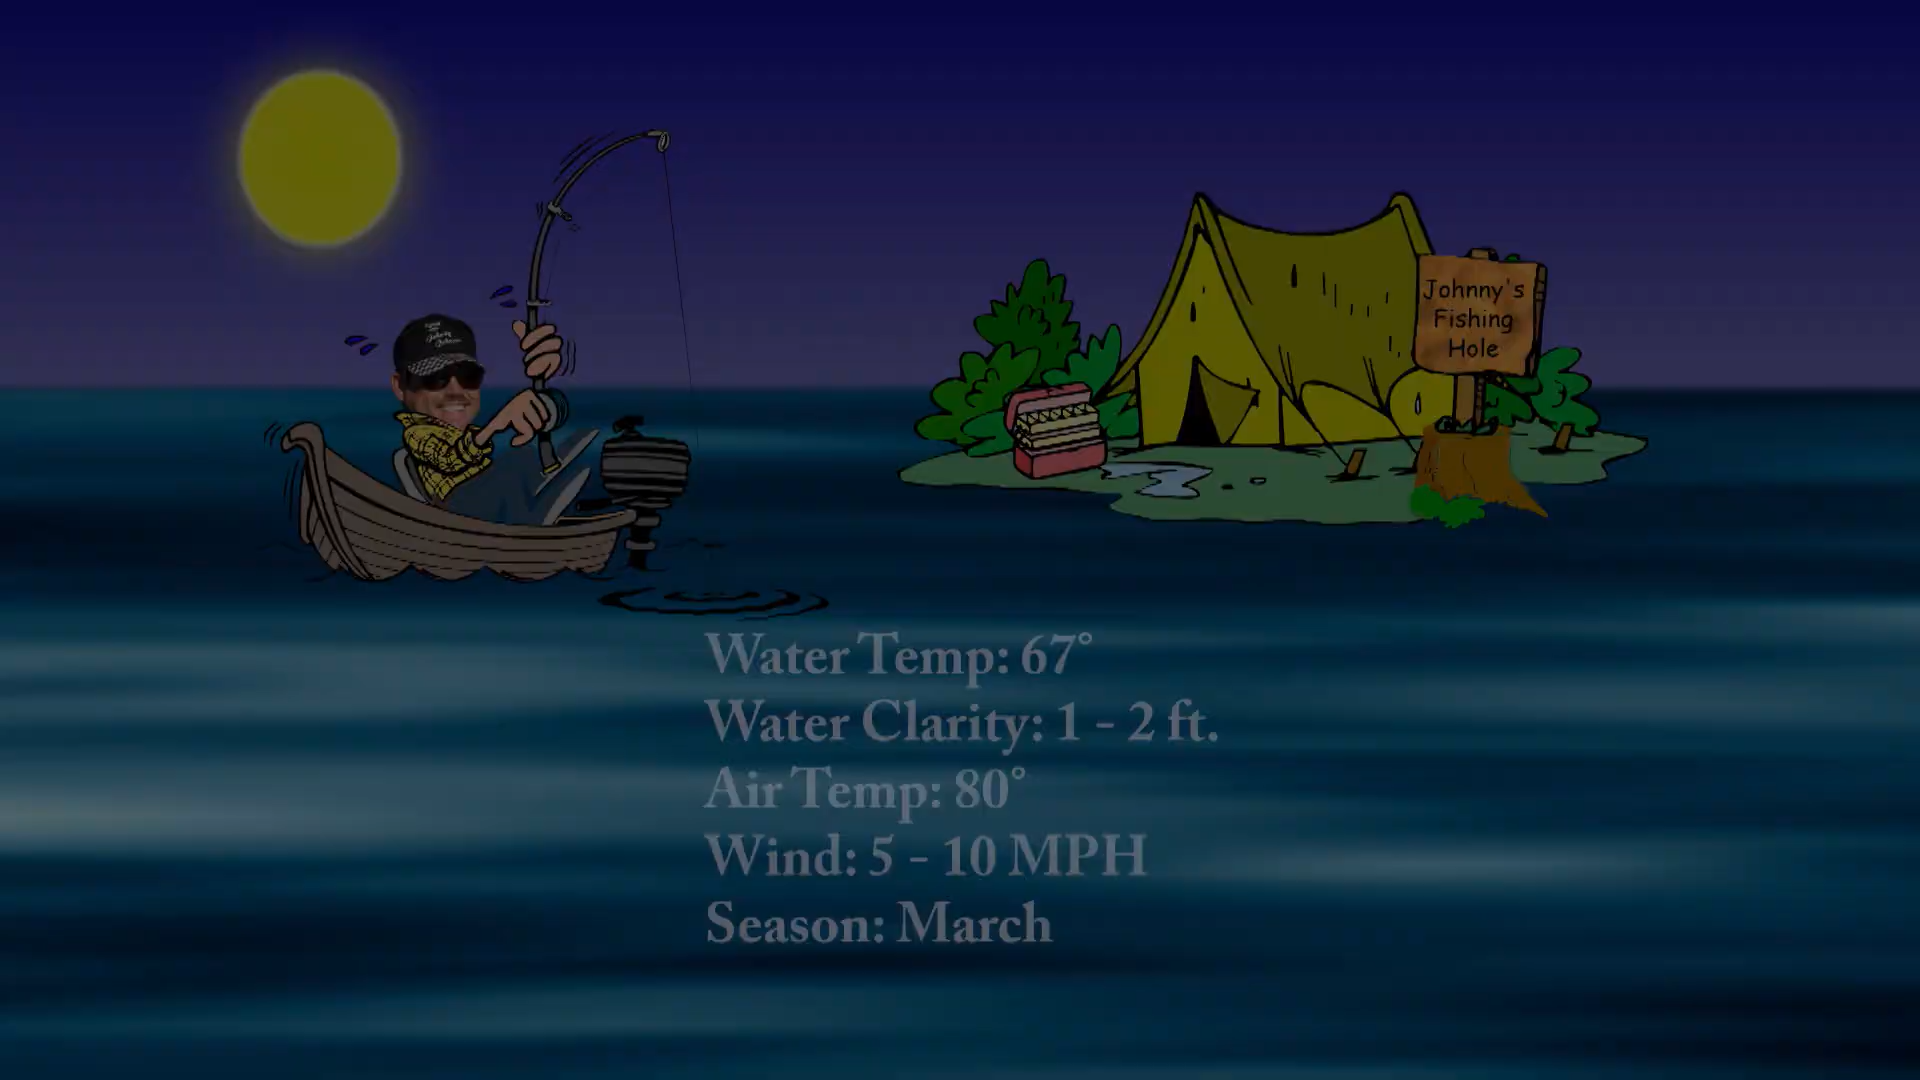 Johnny's
Fishing
Hole
Water Temp: 67°
Water Clarity: 1 - 2 ft.
Air Temp: 80°
Wind: 5 - 10 MPH
Season: March